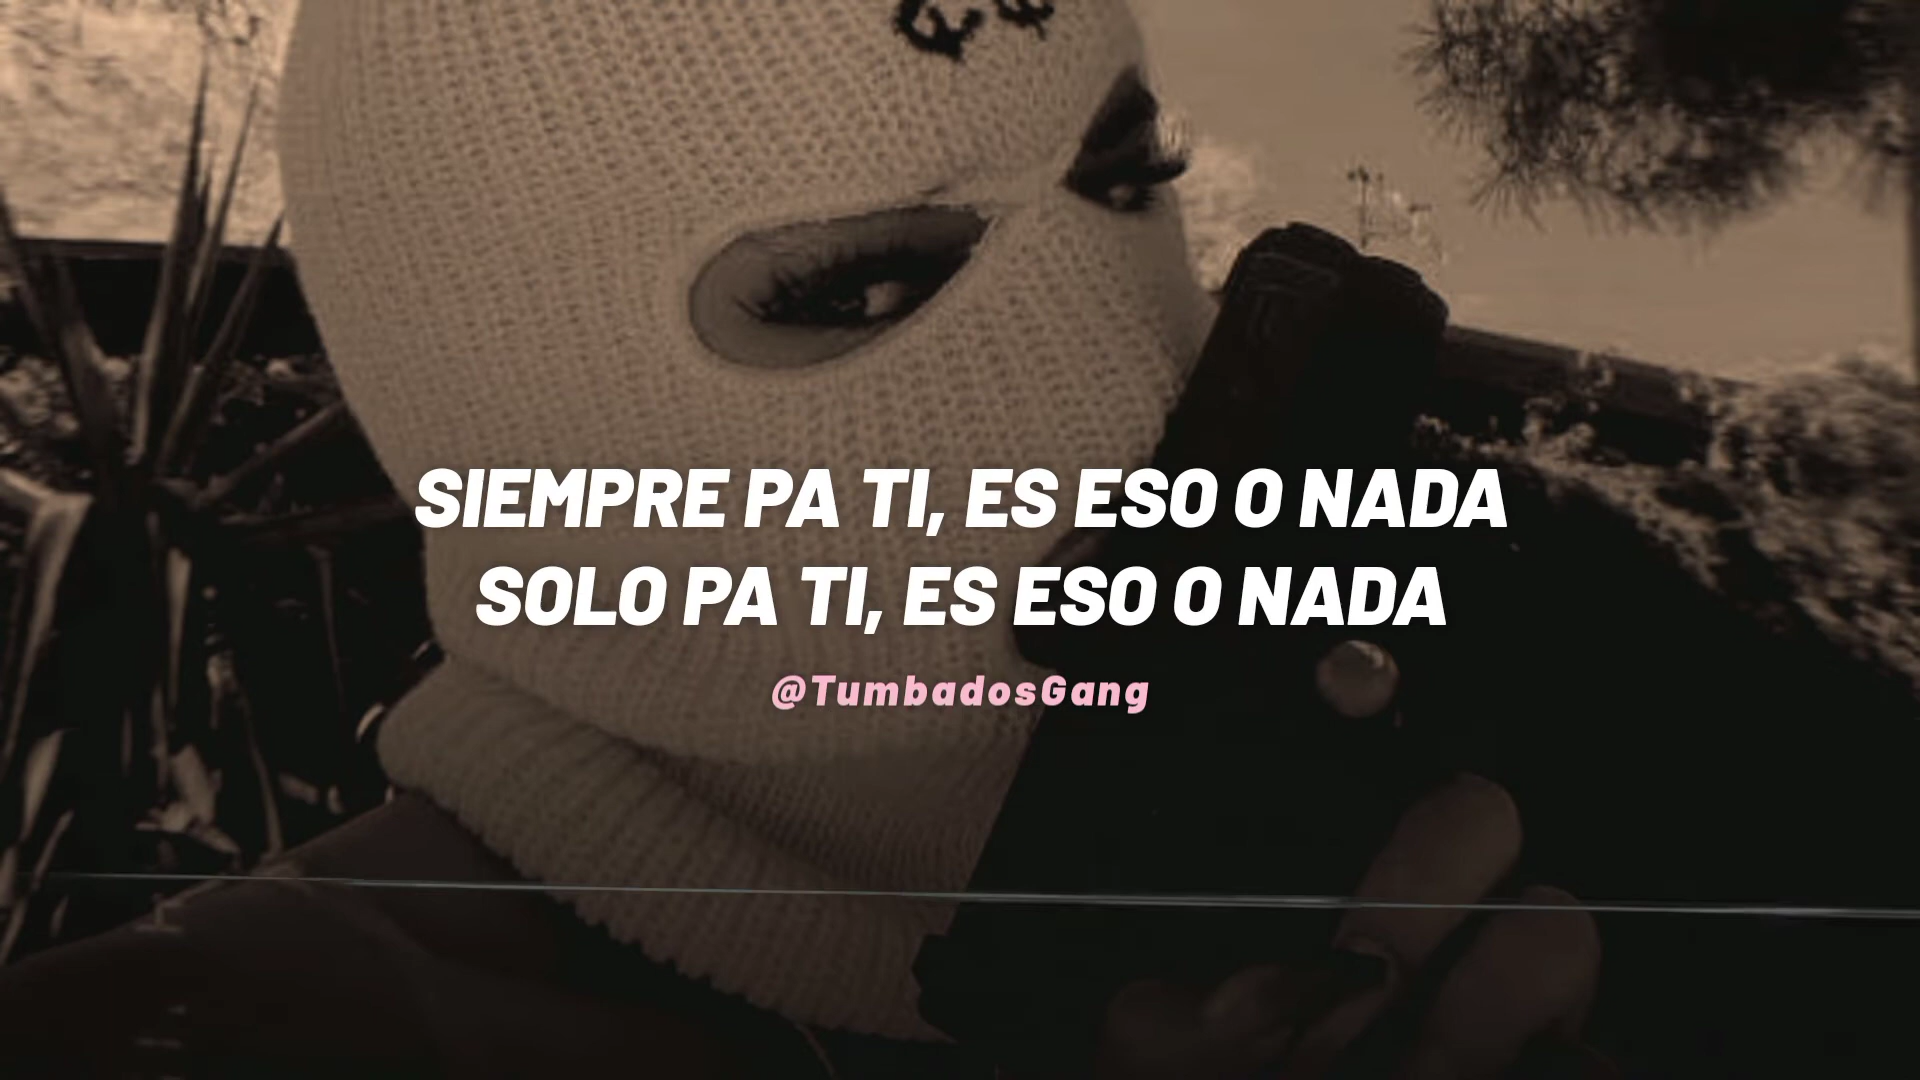 SIEMPRE PA TI, ES ESO O NADA
SOLO PA TI, ES ESO O NADA
@TumbadosGang